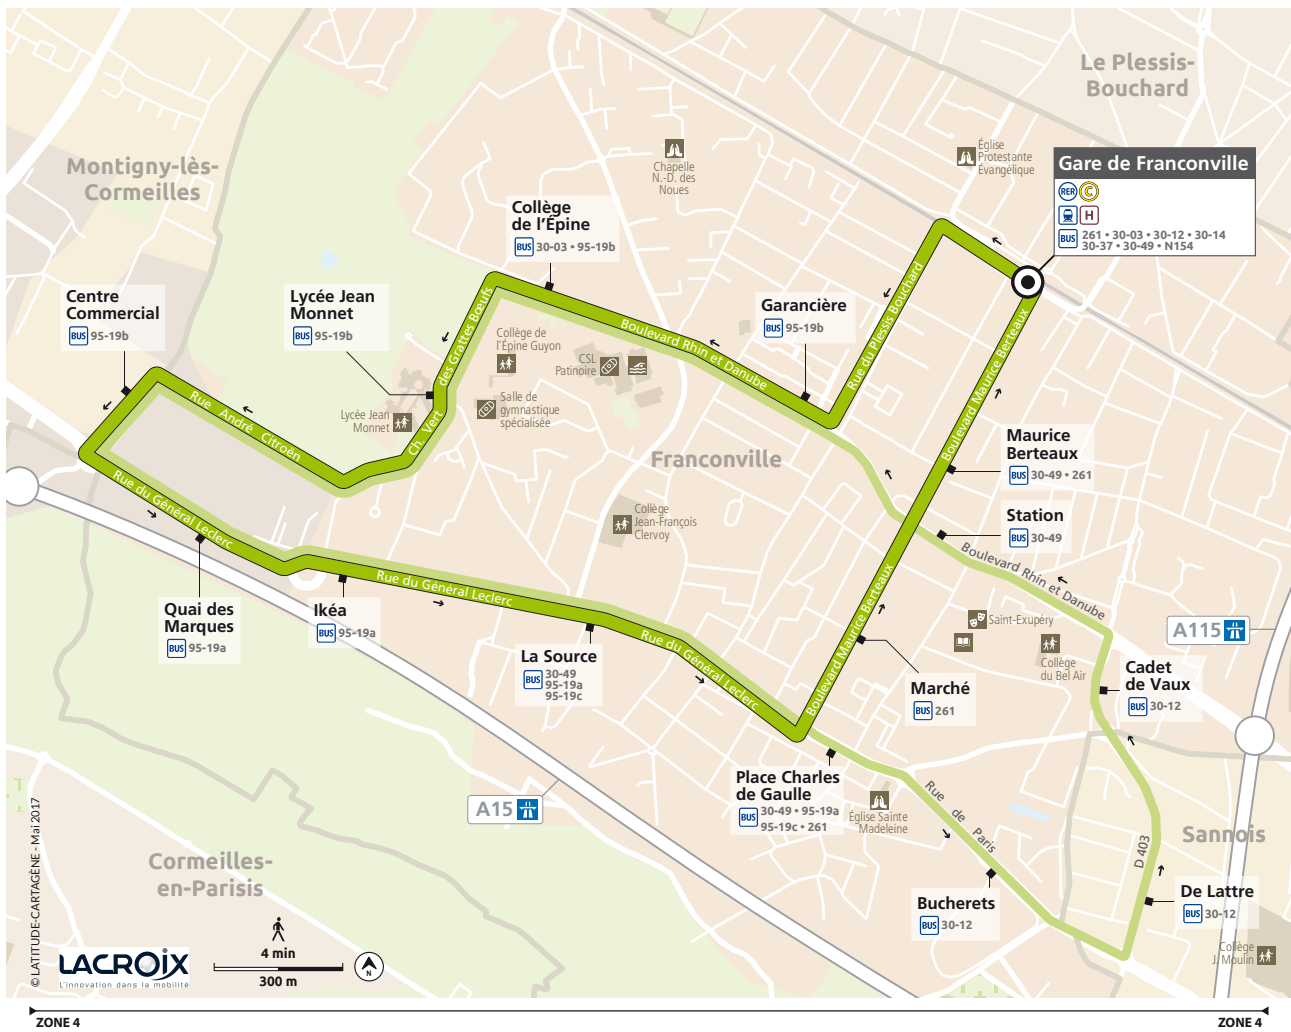 Le Plessis-
Bouchard
Montigny-lès-
Cormeilles
Chapelle
N.-D. des
Noues
Église
Protestante
Évangélique
Gare de Franconville
RER C
H
BUS 261 • 30-03 • 30-12 • 30-14
30-37 • 30-49 • N154
Collège
de l'Épine
BUS 30-03 • 95-19b
Centre
Commercial
BUS 95-19b
Lycée Jean
Monnet
BUS 95-19b
Garancière
BUS 95-19b
Rue du Plessis Bouchard
Boulevard Maurice Berteaux
Boulevard Rhin et Danube
des Grattes Bœufs
Ch. Vert
Collège de
l'Épine Guyon
CSL
Patinoire
Salle de
gymnastique
spécialisée
Lycée Jean
Monnet
Rue André Citroën
Franconville
Maurice
Berteaux
BUS 30-49 • 261
Station
BUS 30-49
Collège
Jean-François
Clervoy
Rue du Général Leclerc
Rue du Général Leclerc
Rue du Général Leclerc
Boulevard Maurice Berteaux
Boulevard Rhin et Danube
Quai des
Marques
BUS 95-19a
Ikéa
BUS 95-19a
La Source
BUS 30-49
95-19a
95-19c
Saint-Exupéry
Collège
du Bel Air
A115
Cadet
de Vaux
BUS 30-12
Marché
BUS 261
Place Charles
de Gaulle
BUS 30-49 • 95-19a
95-19c • 261
Église Sainte
Madeleine
Rue de Paris
A15
D 403
Sannois
Cormeilles-
en-Parisis
Bucherets
BUS 30-12
De Lattre
BUS 30-12
Collège
J. Moulin
© LATITUDE-CARTAGÈNE - Mai 2017
LACROIX
L'innovation dans la mobilité
4 min
300 m
N
ZONE 4
ZONE 4